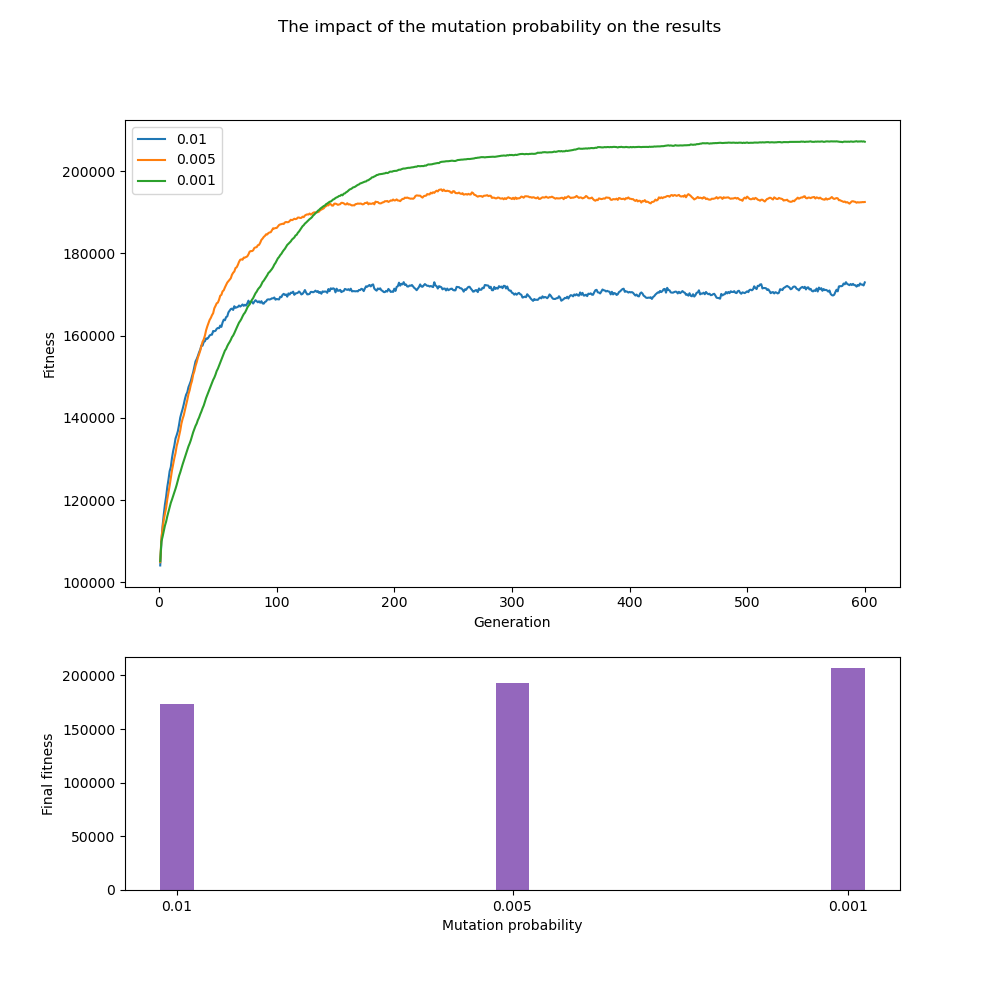 The impact of the mutation probability on the results
0.01
0.005
0.001
200000
180000
160000
140000
120000
100000
Fitness
0 100 200 300 400 500 600
Generation
200000
150000
100000
50000
0
Final fitness
0.01 0.005 0.001
Mutation probability